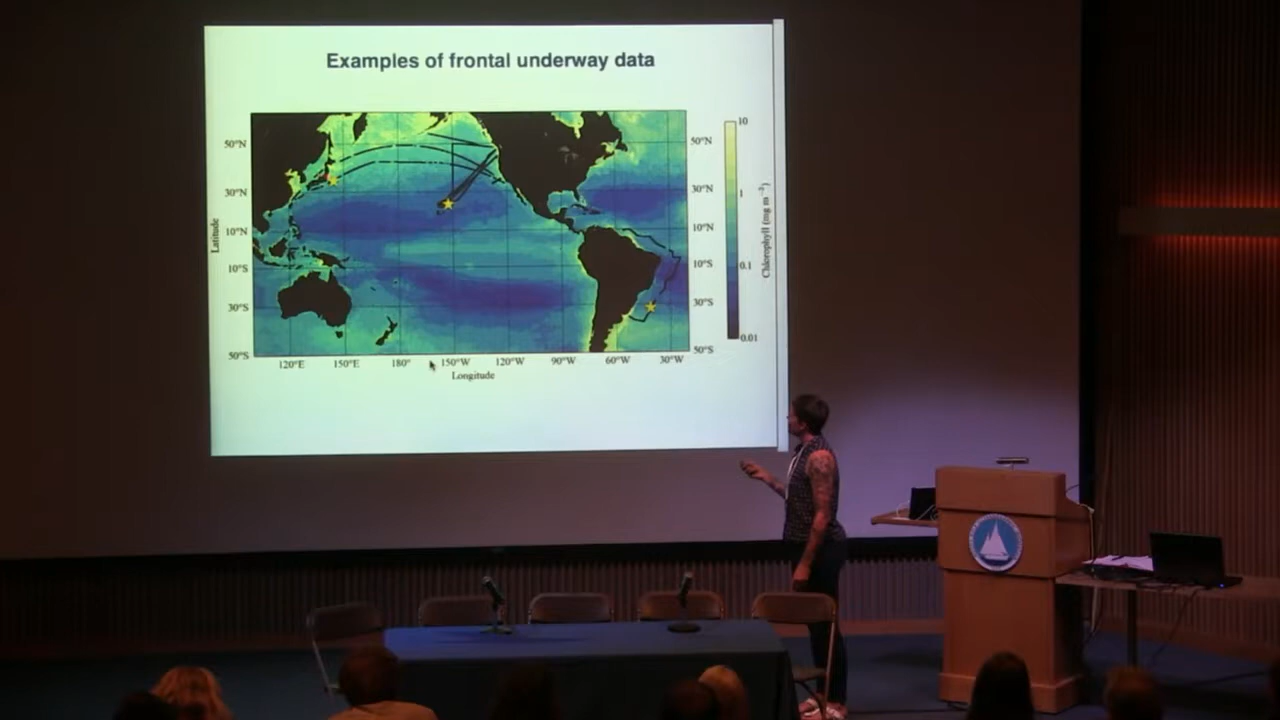 Examples of frontal underway data
50°N
30°N
10°N
10°S
30°S
50°S
Latitude
120°E 150°E 180° 150°W 120°W 90°W 60°W 30°W
Longitude
50°N
30°N
10°N
10°S
30°S
50°S
10
1
0.1
0.01
Chlorophyll (mg m⁻³)